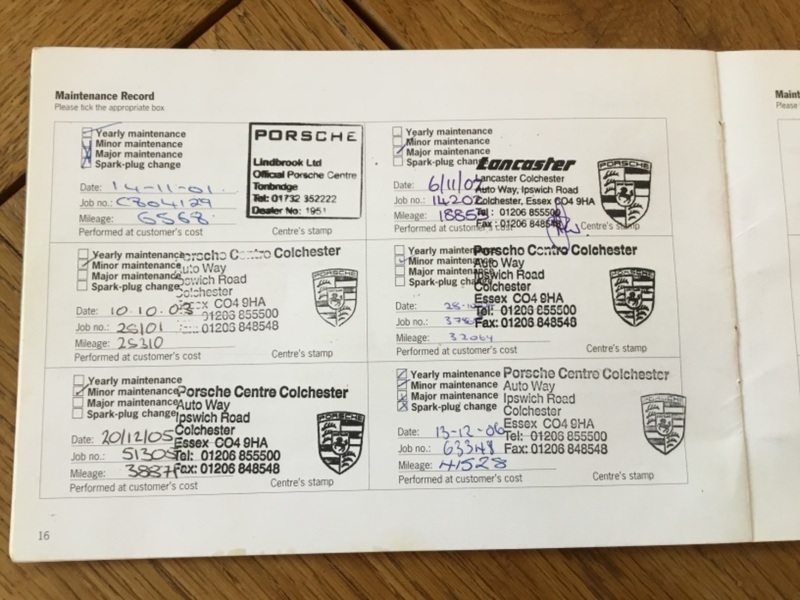 Maintenance Record
Please tick the appropriate box
Yearly maintenance
Minor maintenance
Major maintenance
Spark-plug change
Date: 14-11-01.
Job no.: C804129
Mileage: 6568.
Performed at customer's cost
PORSCHE
Lindbrook Ltd
Official Porsche Centre
Tonbridge
Tel: 01732 352222
Dealer No: 1951
Yearly maintenance
Minor maintenance
Major maintenance
Spark-plug change
Date: 6/11/02
Job no.: 14202
Mileage: 1885
Performed at customer's cost
Lancaster
Lancaster Colchester
Auto Way, Ipswich Road
Colchester, Essex CO4 9HA
Tel: 01206 855500
Fax: 01206 848548
Centre's stamp
PORSCHE
Yearly maintenance
Minor maintenance
Major maintenance
Spark-plug change
Date: 10-10-03
Job no.: 28101
Mileage: 25310
Performed at customer's cost
Porsche Centre Colchester
Auto Way
Ipswich Road
Colchester
Essex CO4 9HA
01206 855500
01206 848548
Centre's stamp
Yearly maintenance
Minor maintenance
Major maintenance
Spark-plug change
Date: 28-10
Job no.: 378
Mileage: 32064
Performed at customer's cost
Porsche Centre Colchester
Auto Way
Ipswich Road
Colchester
Essex CO4 9HA
Tel: 01206 855500
Fax: 01206 848548
Centre's stamp
Yearly maintenance
Minor maintenance
Major maintenance
Spark-plug change
Date: 20/12/05
Job no.: 51305
Mileage: 3887
Performed at customer's cost
Porsche Centre Colchester
Auto Way
Ipswich Road
Colchester
Essex CO4 9HA
Tel: 01206 855500
Fax: 01206 848548
Centre's stamp
PORSCHE
Yearly maintenance
Minor maintenance
Major maintenance
Spark-plug change
Date: 13-12-06
Job no.: 63348
Mileage: 41528
Performed at customer's cost
Porsche Centre Colchester
Auto Way
Ipswich Road
Colchester
Essex CO4 9HA
Tel: 01206 855500
Fax: 01206 848548
Centre's stamp
16
Maint
Please